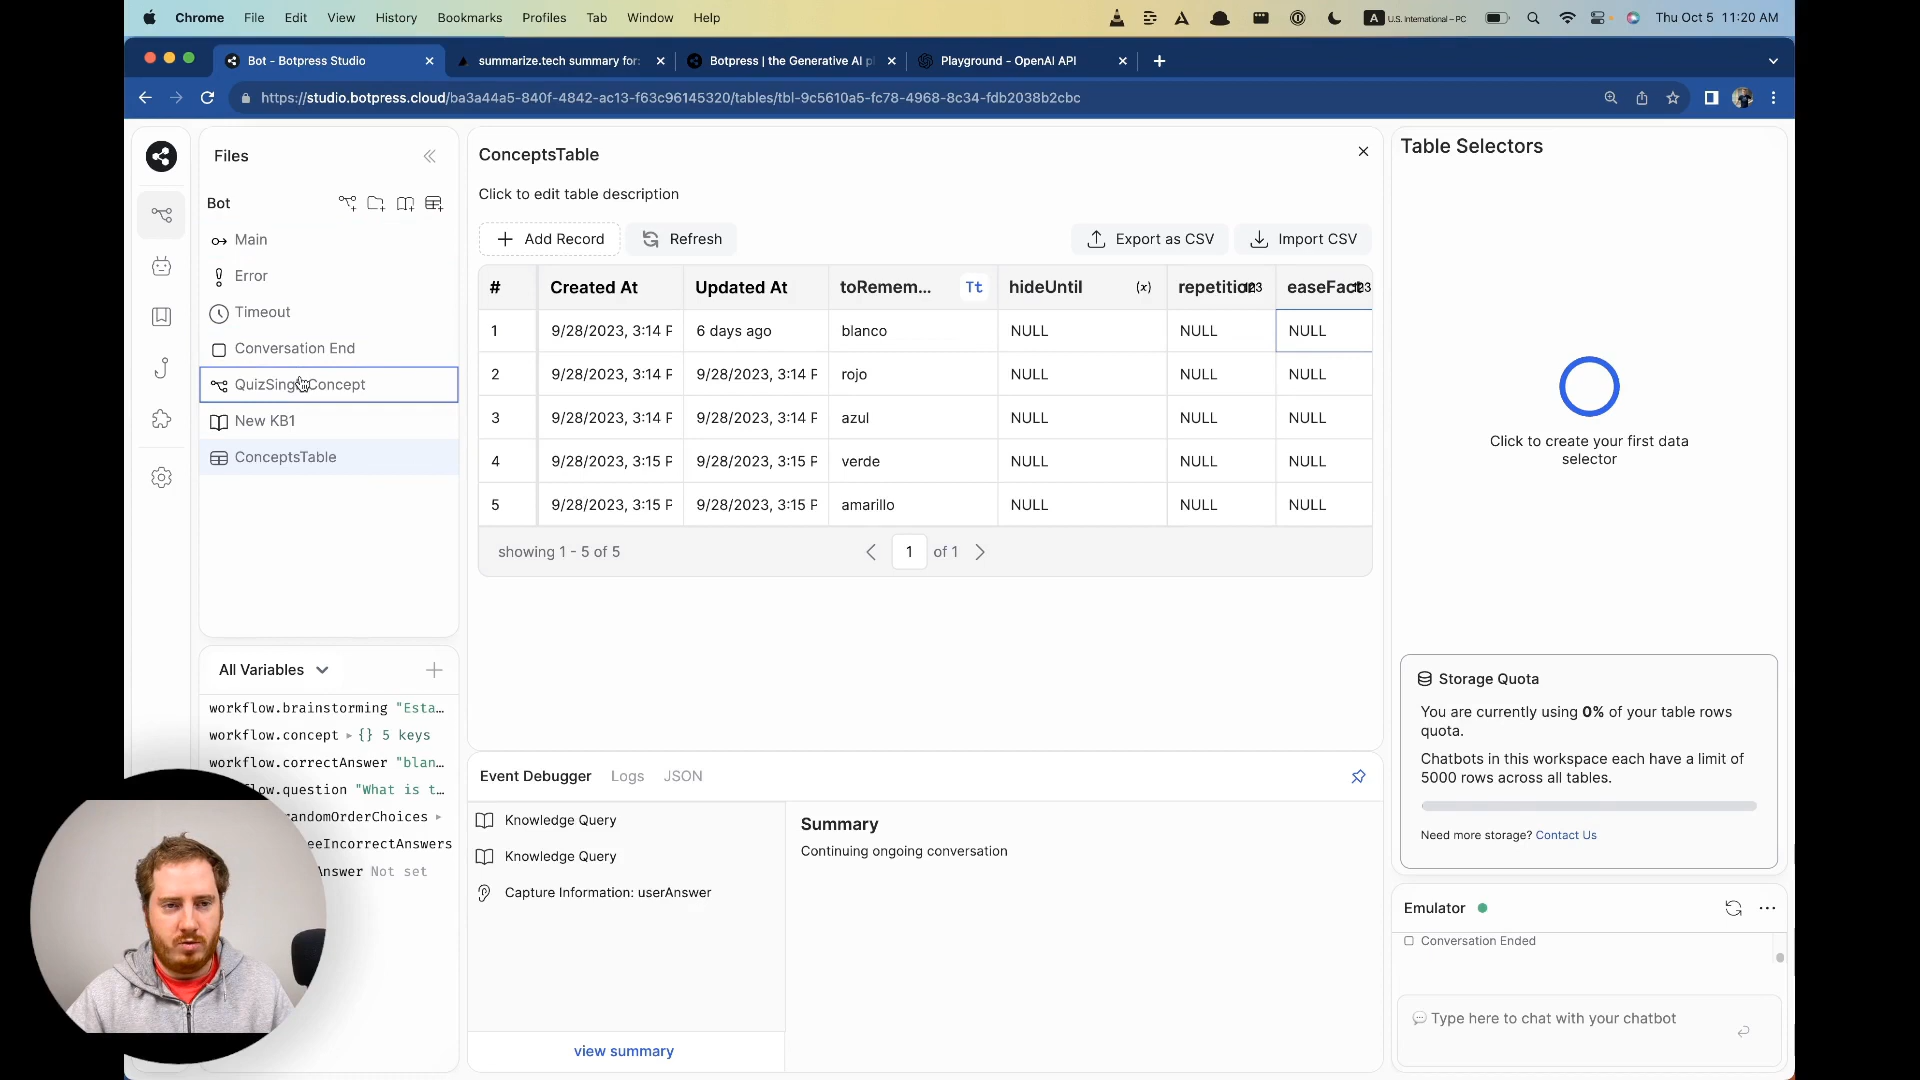 Chrome File Edit View History Bookmarks Profiles Tab Window Help
A U.S. International – PC Thu Oct 5 11:20 AM
Bot - Botpress Studio
summarize.tech summary for:
Botpress | the Generative AI pl
Playground - OpenAI API
https://studio.botpress.cloud/ba3a44a5-840f-4842-ac13-f63c96145320/tables/tbl-9c5610a5-fc78-4968-8c34-fdb2038b2cbc
Files
Bot
Main
Error
Timeout
Conversation End
QuizSing Concept
New KB1
ConceptsTable
All Variables
workflow.brainstorming "Esta…
workflow.concept {} 5 keys
workflow.correctAnswer "blan…
low.question "What is t…
randomOrderChoices
eeIncorrectAnswers
Answer Not set
ConceptsTable
Click to edit table description
Add Record Refresh Export as CSV Import CSV
# Created At Updated At toRemem... Tt hideUntil (x) repetition 123 easeFact 123
1 9/28/2023, 3:14 P 6 days ago blanco NULL NULL NULL
2 9/28/2023, 3:14 P 9/28/2023, 3:14 P rojo NULL NULL NULL
3 9/28/2023, 3:14 P 9/28/2023, 3:14 P azul NULL NULL NULL
4 9/28/2023, 3:15 P 9/28/2023, 3:15 P verde NULL NULL NULL
5 9/28/2023, 3:15 P 9/28/2023, 3:15 P amarillo NULL NULL NULL
showing 1 - 5 of 5
1 of 1
Event Debugger Logs JSON
Knowledge Query
Knowledge Query
Capture Information: userAnswer
view summary
Summary
Continuing ongoing conversation
Table Selectors
Click to create your first data
selector
Storage Quota
You are currently using 0% of your table rows
quota.
Chatbots in this workspace each have a limit of
5000 rows across all tables.
Need more storage? Contact Us
Emulator
Conversation Ended
Type here to chat with your chatbot